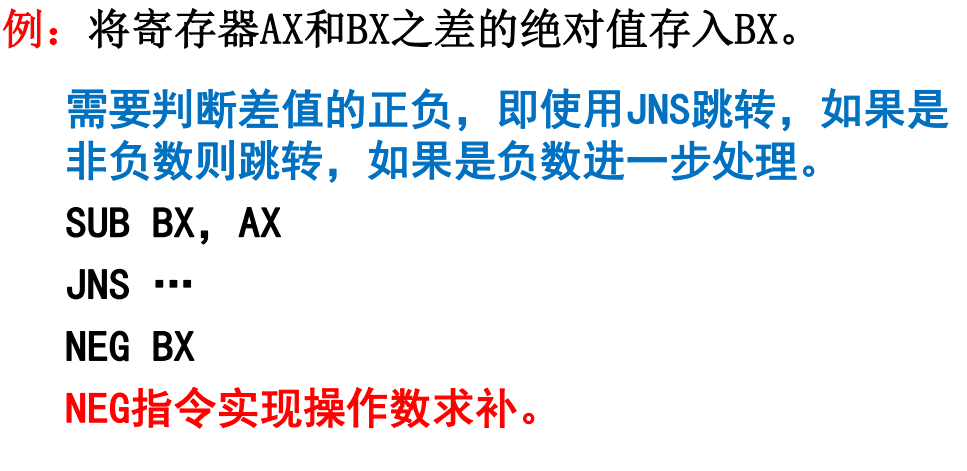 例：将寄存器AX和BX之差的绝对值存入BX。
需要判断差值的正负，即使用JNS跳转，如果是
非负数则跳转，如果是负数进一步处理。
SUB BX, AX
JNS …
NEG BX
NEG指令实现操作数求补。